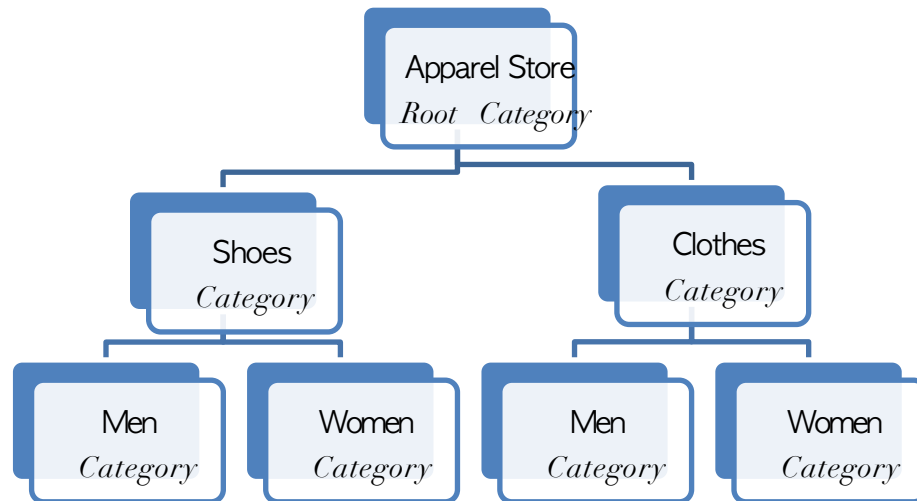 Apparel Store
Root Category
Shoes
Category
Clothes
Category
Men
Category
Women
Category
Men
Category
Women
Category